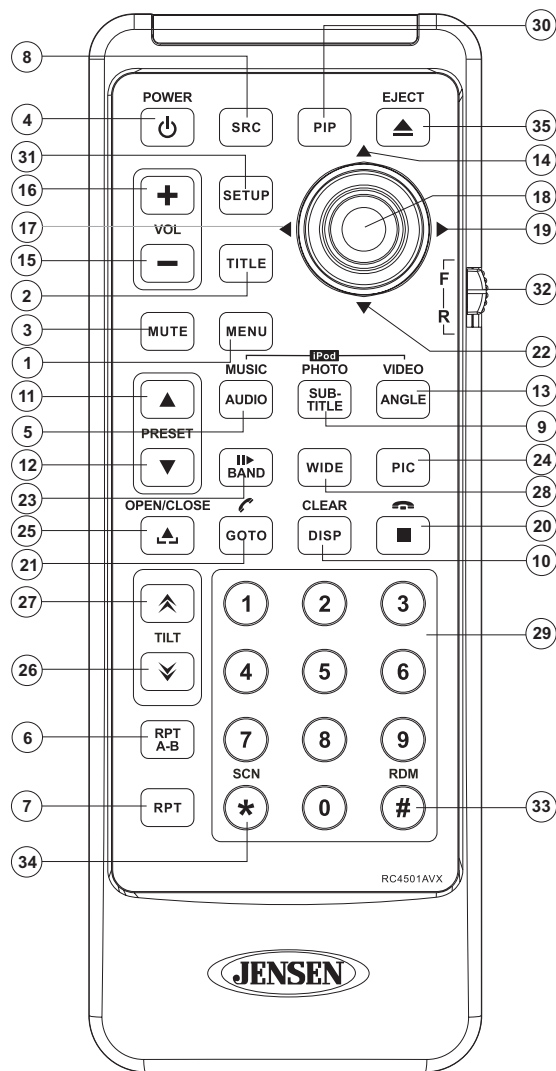 30
8
POWER
EJECT
4
SRC
PIP
35
31
14
16
SETUP
18
17
VOL
19
15
TITLE
F
32
2
R
3
MUTE
MENU
22
1
iPod
MUSIC
PHOTO
VIDEO
11
AUDIO
SUB-
TITLE
ANGLE
13
5
PRESET
9
12
BAND
WIDE
PIC
24
23
28
OPEN/CLOSE
CLEAR
25
GOTO
DISP
20
21
10
27
1
2
3
29
TILT
26
4
5
6
6
RPT
A-B
7
8
9
SCN
RDM
7
RPT
*
0
#
33
34
RC4501AVX
JENSEN